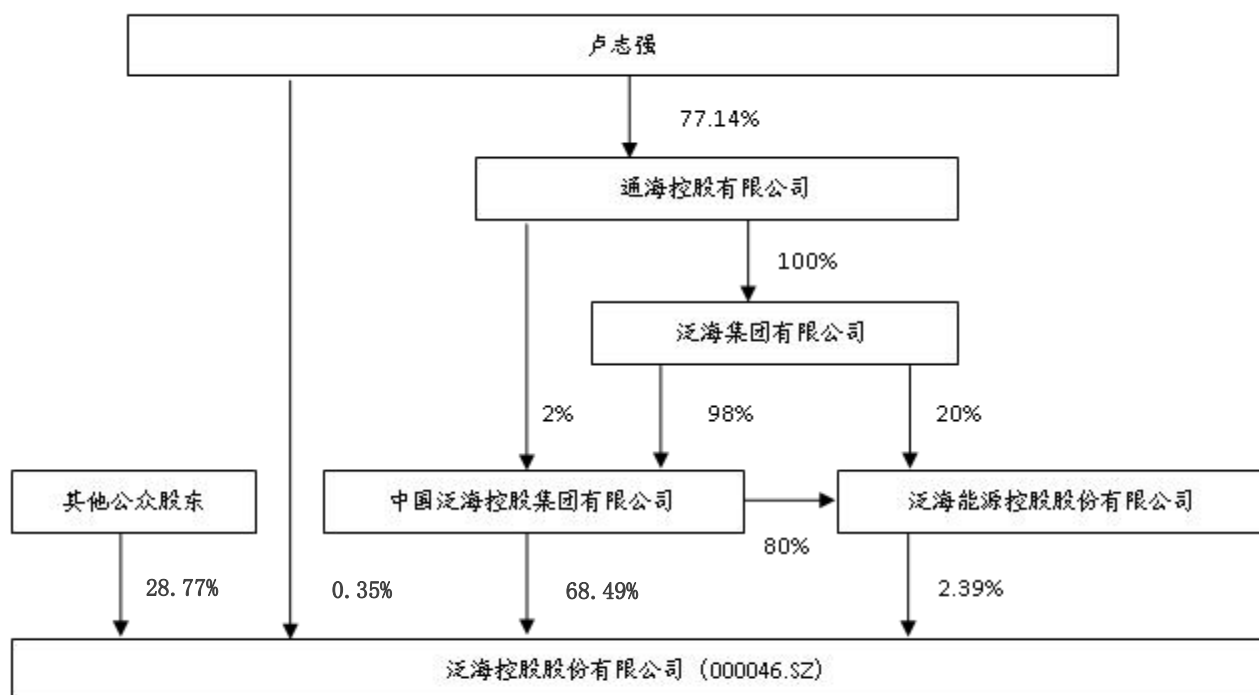 卢志强
77.14%
通海控股有限公司
100%
泛海集团有限公司
2%
98%
20%
其他公众股东
中国泛海控股集团有限公司
泛海能源控股股份有限公司
80%
28.77%
0.35%
68.49%
2.39%
泛海控股股份有限公司 (000046.SZ)